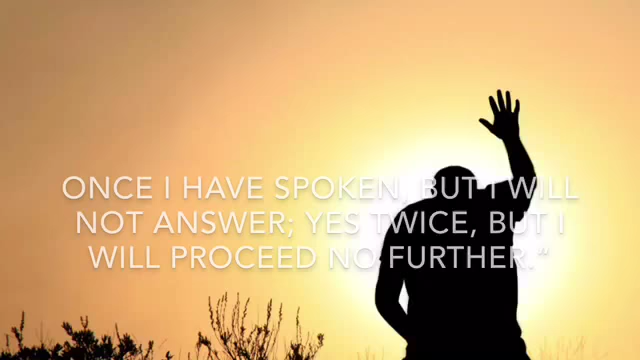 ONCE I HAVE SPOKEN, BUT I WILL
NOT ANSWER; YES TWICE, BUT I
WILL PROCEED NO FURTHER.”